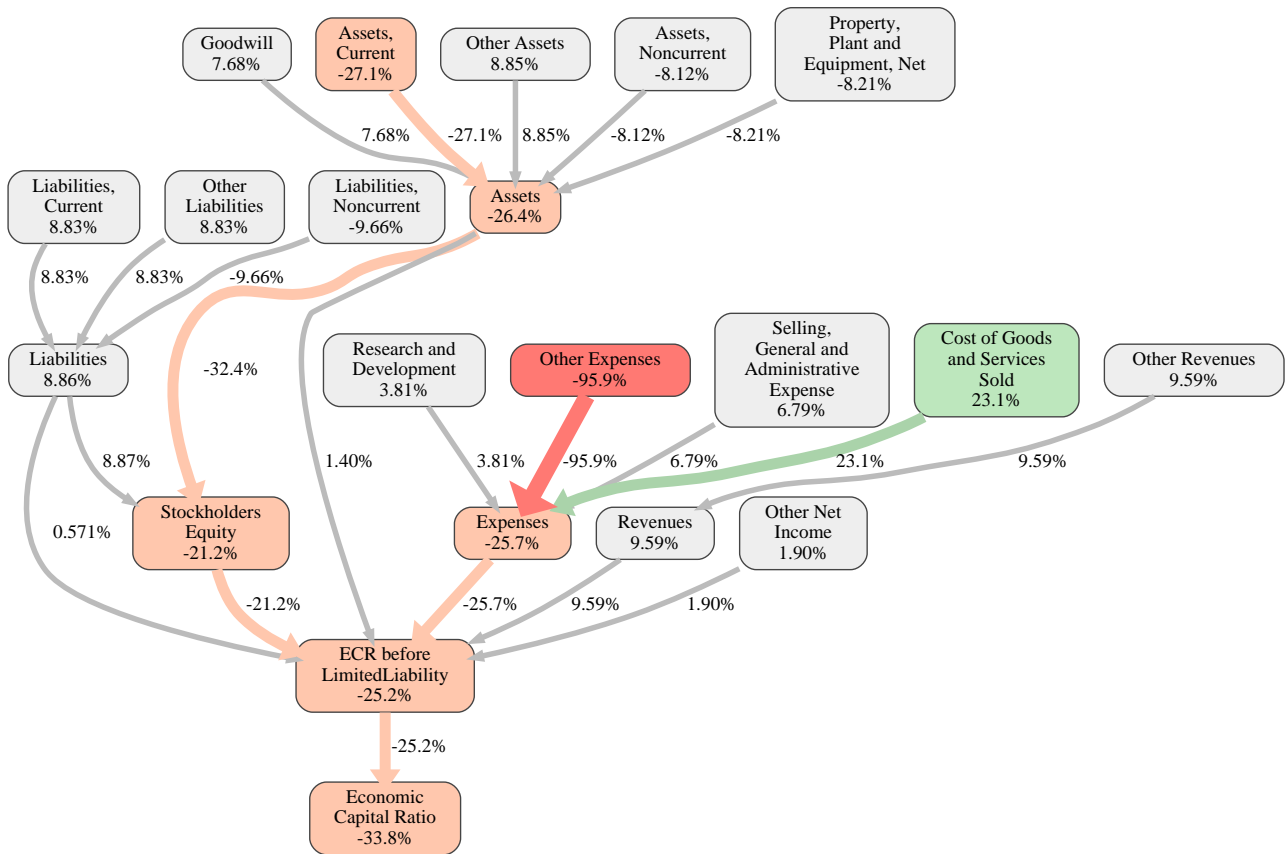 Goodwill
7.68%
Assets,
Current
-27.1%
Other Assets
8.85%
Assets,
Noncurrent
-8.12%
Property,
Plant and
Equipment, Net
-8.21%
7.68%
-27.1%
8.85%
-8.12%
-8.21%
Liabilities,
Current
8.83%
Other
Liabilities
8.83%
Liabilities,
Noncurrent
-9.66%
Assets
-26.4%
8.83%
8.83%
-9.66%
Liabilities
8.86%
-32.4%
Research and
Development
3.81%
Other Expenses
-95.9%
Selling,
General and
Administrative
Expense
6.79%
Cost of Goods
and Services
Sold
23.1%
Other Revenues
9.59%
8.87%
1.40%
3.81%
-95.9%
6.79%
23.1%
9.59%
0.571%
Stockholders
Equity
-21.2%
Expenses
-25.7%
Revenues
9.59%
Other Net
Income
1.90%
-21.2%
-25.7%
9.59%
1.90%
ECR before
LimitedLiability
-25.2%
-25.2%
Economic
Capital Ratio
-33.8%